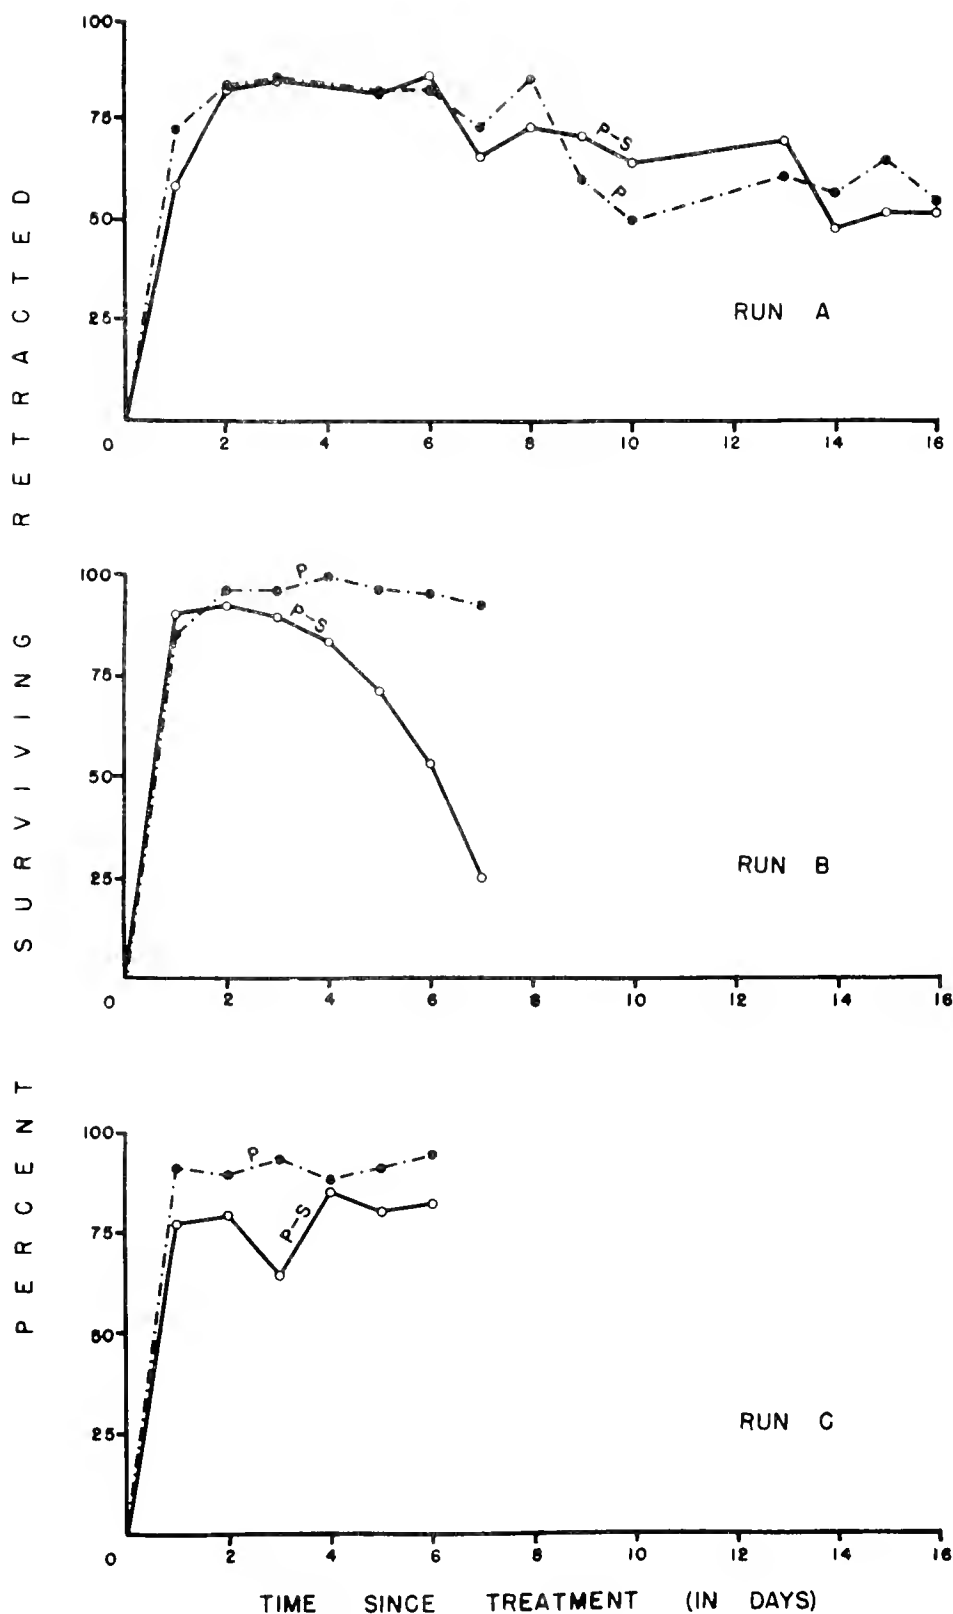 PERCENT SURVIVING RETRACTED
100
75
50
25
0 2 4 6 8 10 12 14 16
P-S
P
RUN A
100
75
50
25
0 2 4 6 8 10 12 14 16
P
P-S
RUN B
100
75
50
25
0 2 4 6 8 10 12 14 16
P
P-S
RUN C
TIME SINCE TREATMENT (IN DAYS)